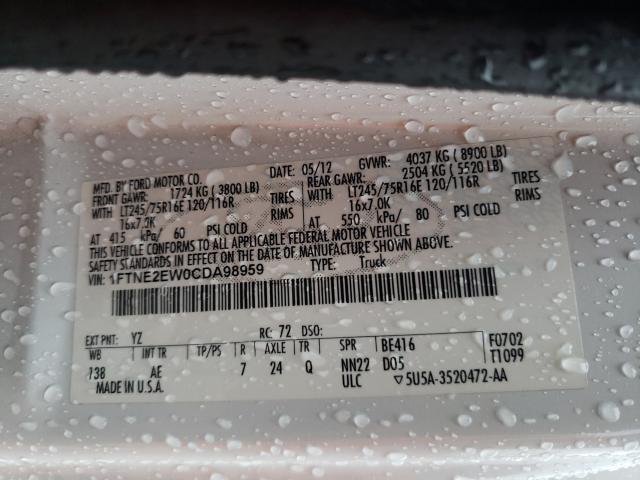 MFD. BY FORD MOTOR CO. DATE: 05/12 GVWR: 4037 KG ( 8900 LB)
FRONT GAWR: 1724 KG ( 3800 LB) REAR GAWR: 2504 KG ( 5520 LB)
WITH LT245/75R16E 120/116R TIRES WITH LT245/75R16E 120/116R TIRES
16x7.0K RIMS 16x7.0K RIMS
AT 415 kPa/ 60 PSI COLD AT 550 kPa/ 80 PSI COLD
THIS VEHICLE CONFORMS TO ALL APPLICABLE FEDERAL MOTOR VEHICLE
SAFETY STANDARDS IN EFFECT ON THE DATE OF MANUFACTURE SHOWN ABOVE.
VIN: 1FTNE2EW0CDA98959 TYPE: Truck
EXT PNT: YZ RC: 72 DSO:
WB INT TR TP/PS R AXLE TR SPR BE416 F0702
138 AE 7 24 Q NN22 D05 T1099
MADE IN U.S.A. ULC ▽5U5A-3520472-AA